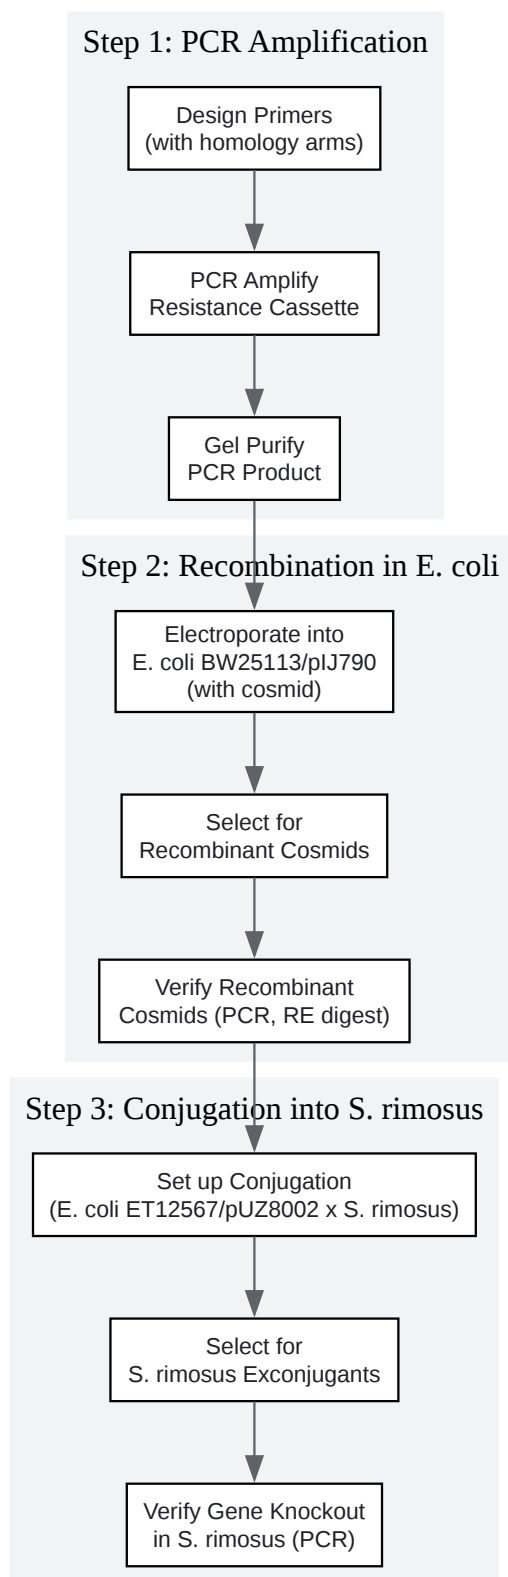 Step 1: PCR Amplification
Design Primers
(with homology arms)
PCR Amplify
Resistance Cassette
Gel Purify
PCR Product
Step 2: Recombination in E. coli
Electroporate into
E. coli BW25113/pIJ790
(with cosmid)
Select for
Recombinant Cosmids
Verify Recombinant
Cosmids (PCR, RE digest)
Step 3: Conjugation into S. rimosus
Set up Conjugation
(E. coli ET12567/pUZ8002 x S. rimosus)
Select for
S. rimosus Exconjugants
Verify Gene Knockout
in S. rimosus (PCR)